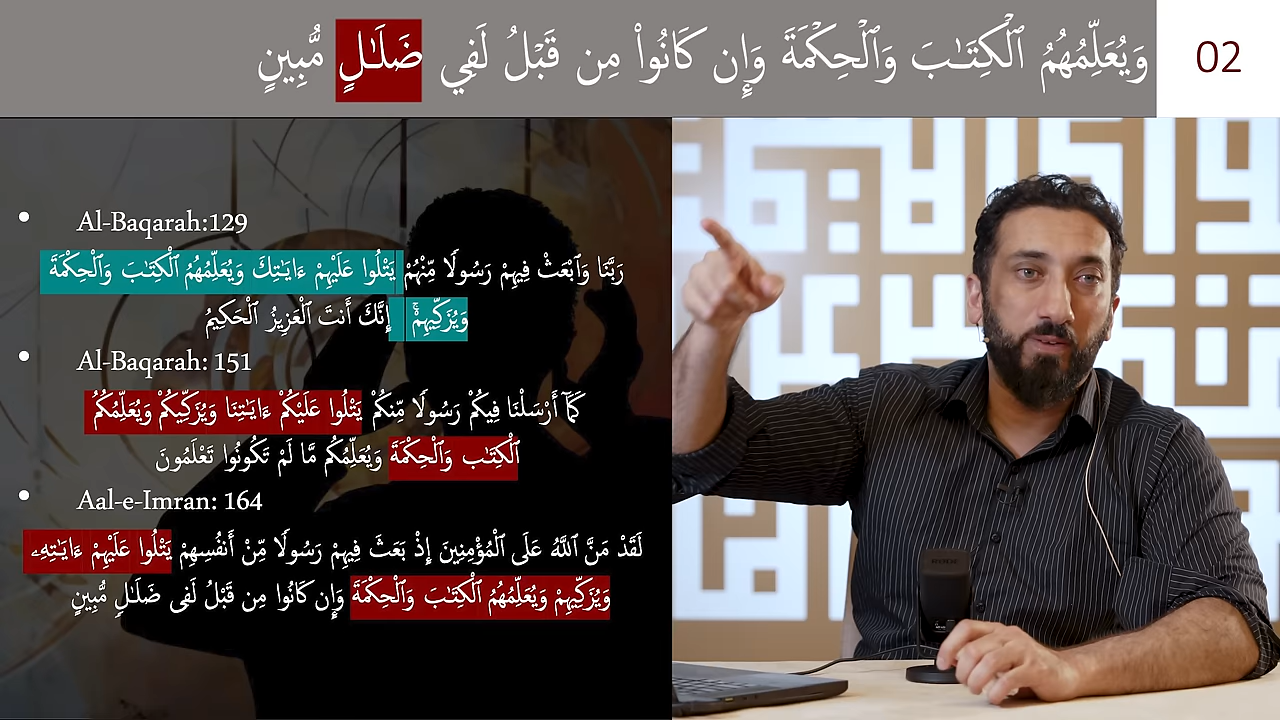 وَيُعَلِّمُهُمُ ٱلْكِتَـٰبَ وَٱلْحِكْمَةَ وَإِن كَانُوا۟ مِن قَبْلُ لَفِي ضَلَـٰلٍ مُّبِينٍ
02
• Al-Baqarah:129
رَبَّنَا وَٱبْعَثْ فِيهِمْ رَسُولًا مِّنْهُمْ يَتْلُوا عَلَيْهِمْ ءَايَـٰتِكَ وَيُعَلِّمُهُمُ ٱلْكِتَـٰبَ وَٱلْحِكْمَةَ
وَيُزَكِّيهِمْ ۚ إِنَّكَ أَنتَ ٱلْعَزِيزُ ٱلْحَكِيمُ
• Al-Baqarah: 151
كَمَآ أَرْسَلْنَا فِيكُمْ رَسُولًا مِّنكُمْ يَتْلُوا عَلَيْكُمْ ءَايَـٰتِنَا وَيُزَكِّيكُمْ وَيُعَلِّمُكُمُ
ٱلْكِتَـٰب وَٱلْحِكْمَةَ وَيُعَلِّمُكُم مَّا لَمْ تَكُونُوا تَعْلَمُونَ
• Aal-e-Imran: 164
لَقَدْ مَنَّ ٱللَّهُ عَلَى ٱلْمُؤْمِنِينَ إِذْ بَعَثَ فِيهِمْ رَسُولًا مِّنْ أَنفُسِهِمْ يَتْلُوا عَلَيْهِمْ ءَايَـٰتِهِۦ
وَيُزَكِّيهِمْ وَيُعَلِّمُهُمُ ٱلْكِتَـٰبَ وَٱلْحِكْمَةَ وَإِن كَانُوا مِن قَبْلُ لَفِى ضَلَـٰلٍ مُّبِينٍ
RODE